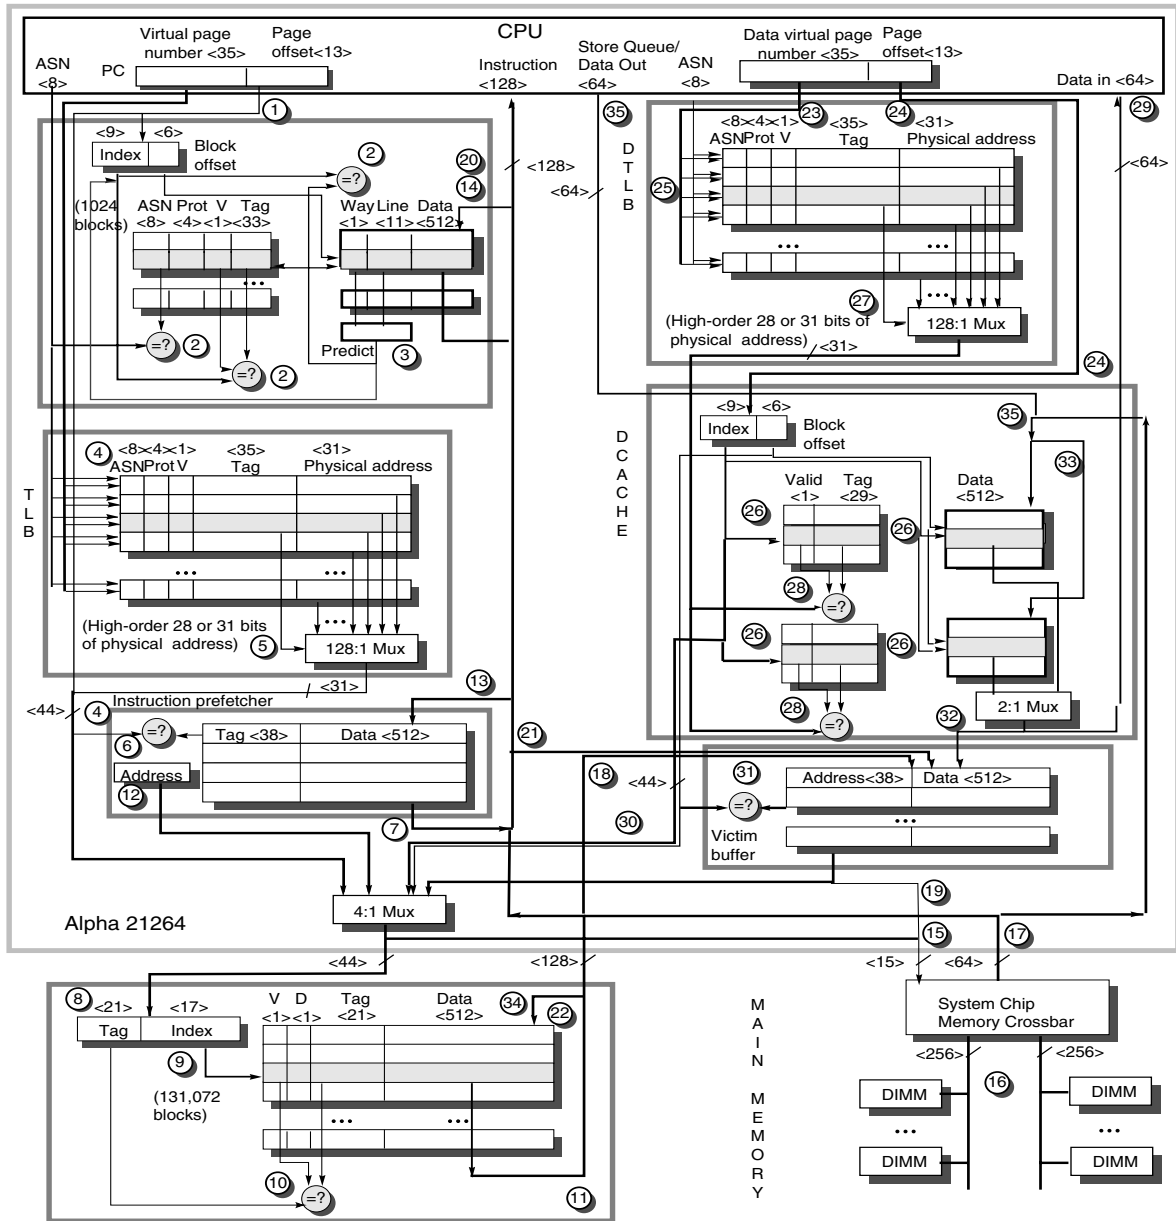 CPU
Virtual page
number <35>
Page
offset<13>
PC
ASN
<8>
Instruction
<128>
Store Queue/
Data Out
<64>
ASN
<8>
Data virtual page
number <35>
Page
offset<13>
Data in <64>
1
<9> <6>
Index
Block
offset
2
=?
(1024
blocks)
ASN Prot V Tag
<8> <4> <1> <33>
20
14
Way Line Data
<1> <11> <512>
<128>
=?
2
=?
2
Predict
3
35
<64>
D
T
L
B
23
24
<8><4><1> <35> <31>
ASN Prot V Tag Physical address
25
...
...
...
27
128:1 Mux
(High-order 28 or 31 bits of
physical address)
<31>
29
<64>
24
T
L
B
4
<8><4><1> <35> <31>
ASN Prot V Tag Physical address
...
...
...
(High-order 28 or 31 bits
of physical address)
5
128:1 Mux
<31>
D
C
A
C
H
E
<9> <6>
Index
Block
offset
35
33
Valid Tag
<1> <29>
Data
<512>
26
26
28
=?
26
26
28
=?
2:1 Mux
32
<44>
4
Instruction prefetcher
13
=?
6
Tag <38> Data <512>
Address
12
7
21
18
<44>
30
31
=?
Address<38> Data <512>
...
Victim
buffer
4:1 Mux
19
Alpha 21264
15
17
<44>
<128>
<15>
<64>
8
<21> <17>
Tag Index
9
(131,072
blocks)
V D Tag Data
<1> <1> <21> <512>
34
22
...
...
10
=?
11
M
A
I
N
M
E
M
O
R
Y
System Chip
Memory Crossbar
<256>
<256>
16
DIMM
DIMM
...
...
DIMM
DIMM